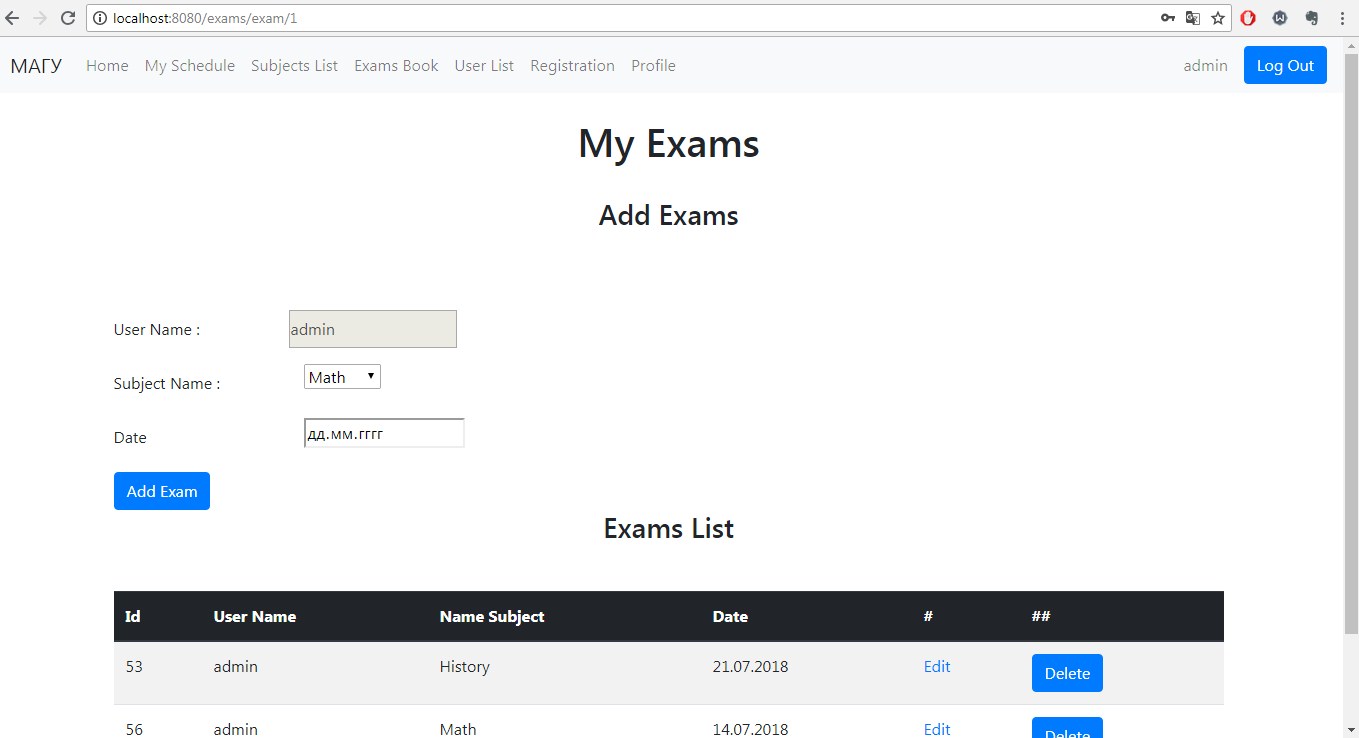 localhost:8080/exams/exam/1
МАГУ Home My Schedule Subjects List Exams Book User List Registration Profile admin Log Out
My Exams
Add Exams
User Name : admin
Subject Name : Math
Date дд.мм.гггг
Add Exam
Exams List
Id User Name Name Subject Date # ##
53 admin History 21.07.2018 Edit Delete
56 admin Math 14.07.2018 Edit Delete